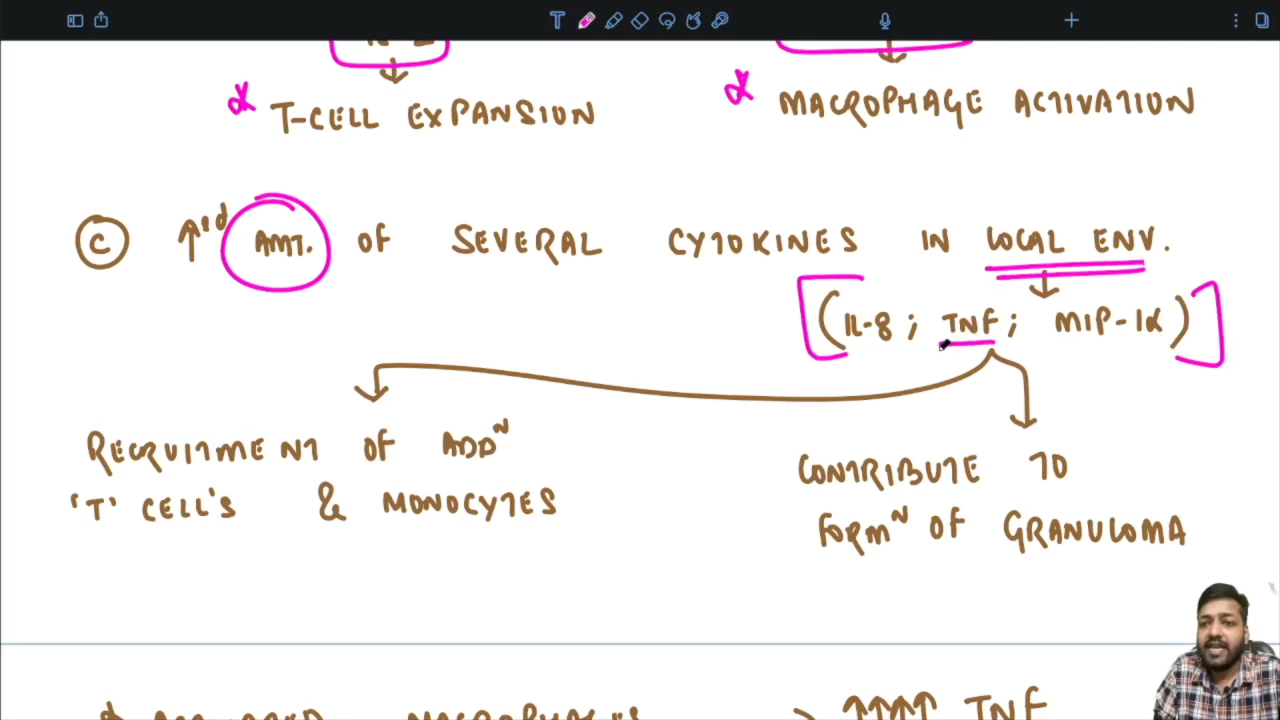 T-CELL EXPANSION
MACROPHAGE ACTIVATION
Ⓒ ↑ed AMT. OF SEVERAL CYTOKINES IN LOCAL ENV.
(IL-8; TNF; MIP-1α)
RECRUITMENT OF ADDN
'T' CELL'S & MONOCYTES
CONTRIBUTE TO
FORMN OF GRANULOMA
MACROPHAGES
↑↑↑↑ TNF